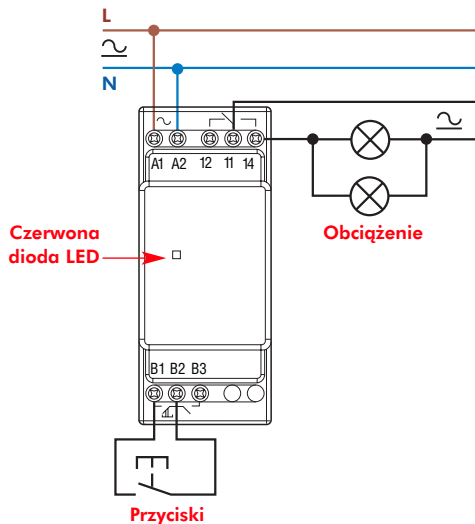 L
N
A1 A2 12 11 14
Czerwona
dioda LED
Obciążenie
B1 B2 B3
Przyciski